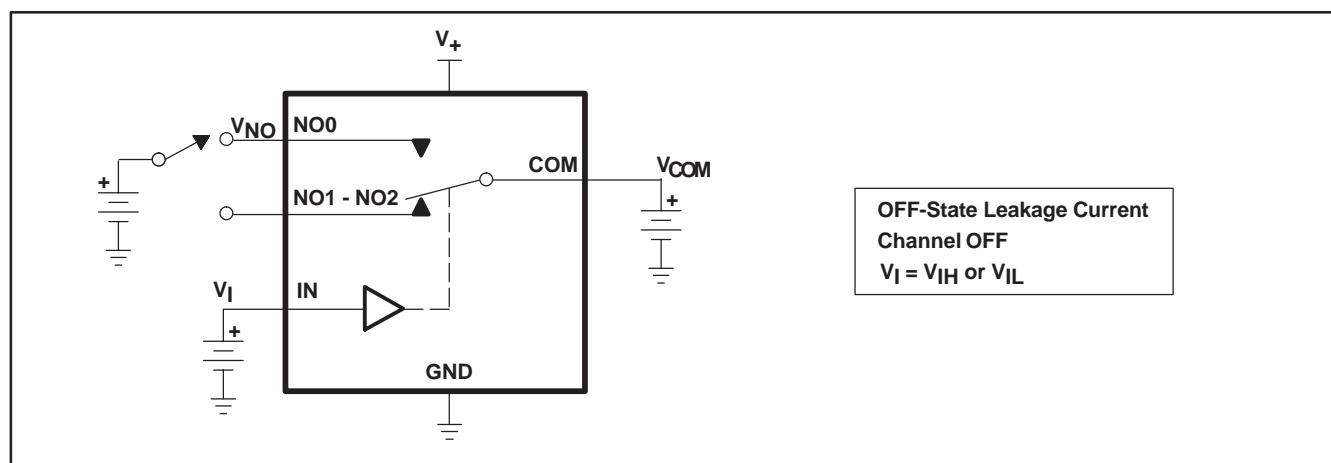 V+
VNO
NO0
COM
VCOM
+
NO1 - NO2
+
OFF-State Leakage Current
Channel OFF
VI = VIH or VIL
VI
IN
+
GND